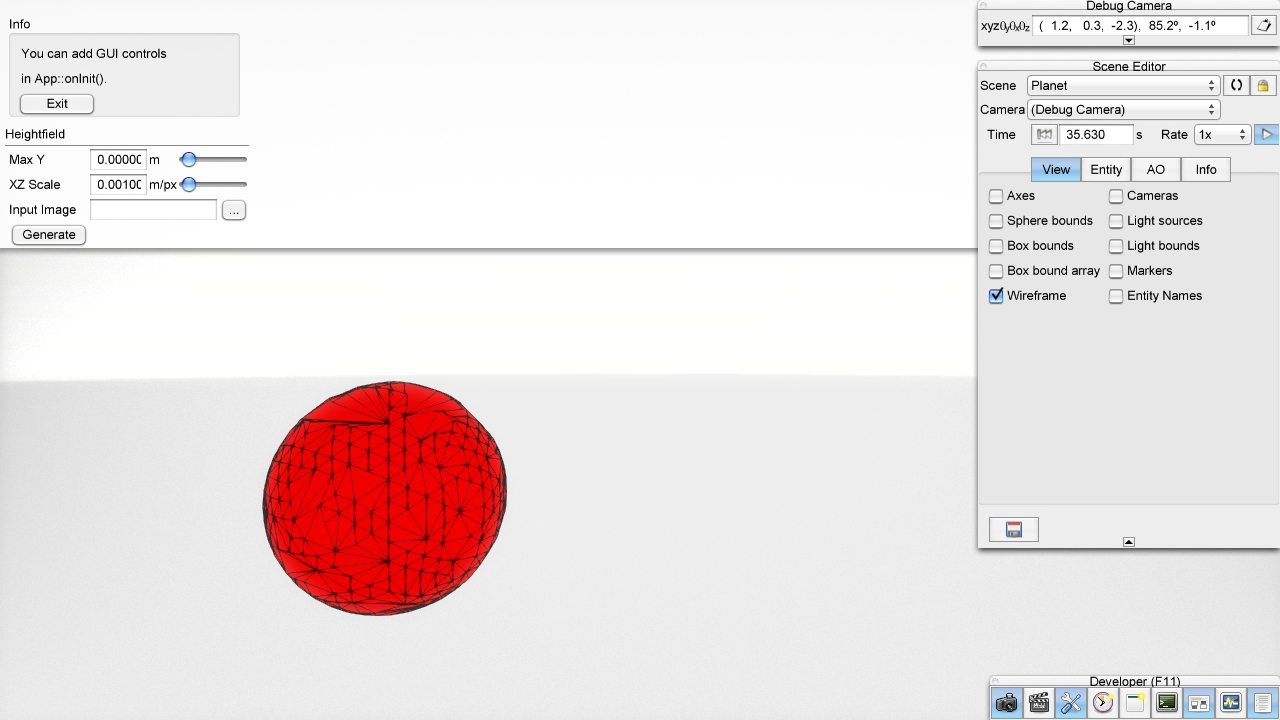 Info
You can add GUI controls
in App::onInit().
Exit
Heightfield
Max Y 0.0000 m
XZ Scale 0.0010 m/px
Input Image ...
Generate
Debug Camera
( 1.2, 0.3, -2.3), 85.2º, -1.1º
Scene Editor
Scene Planet
Camera (Debug Camera)
Time 35.630 s Rate 1x
View Entity AO Info
Axes Cameras
Sphere bounds Light sources
Box bounds Light bounds
Box bound array Markers
Wireframe Entity Names
Developer (F11)